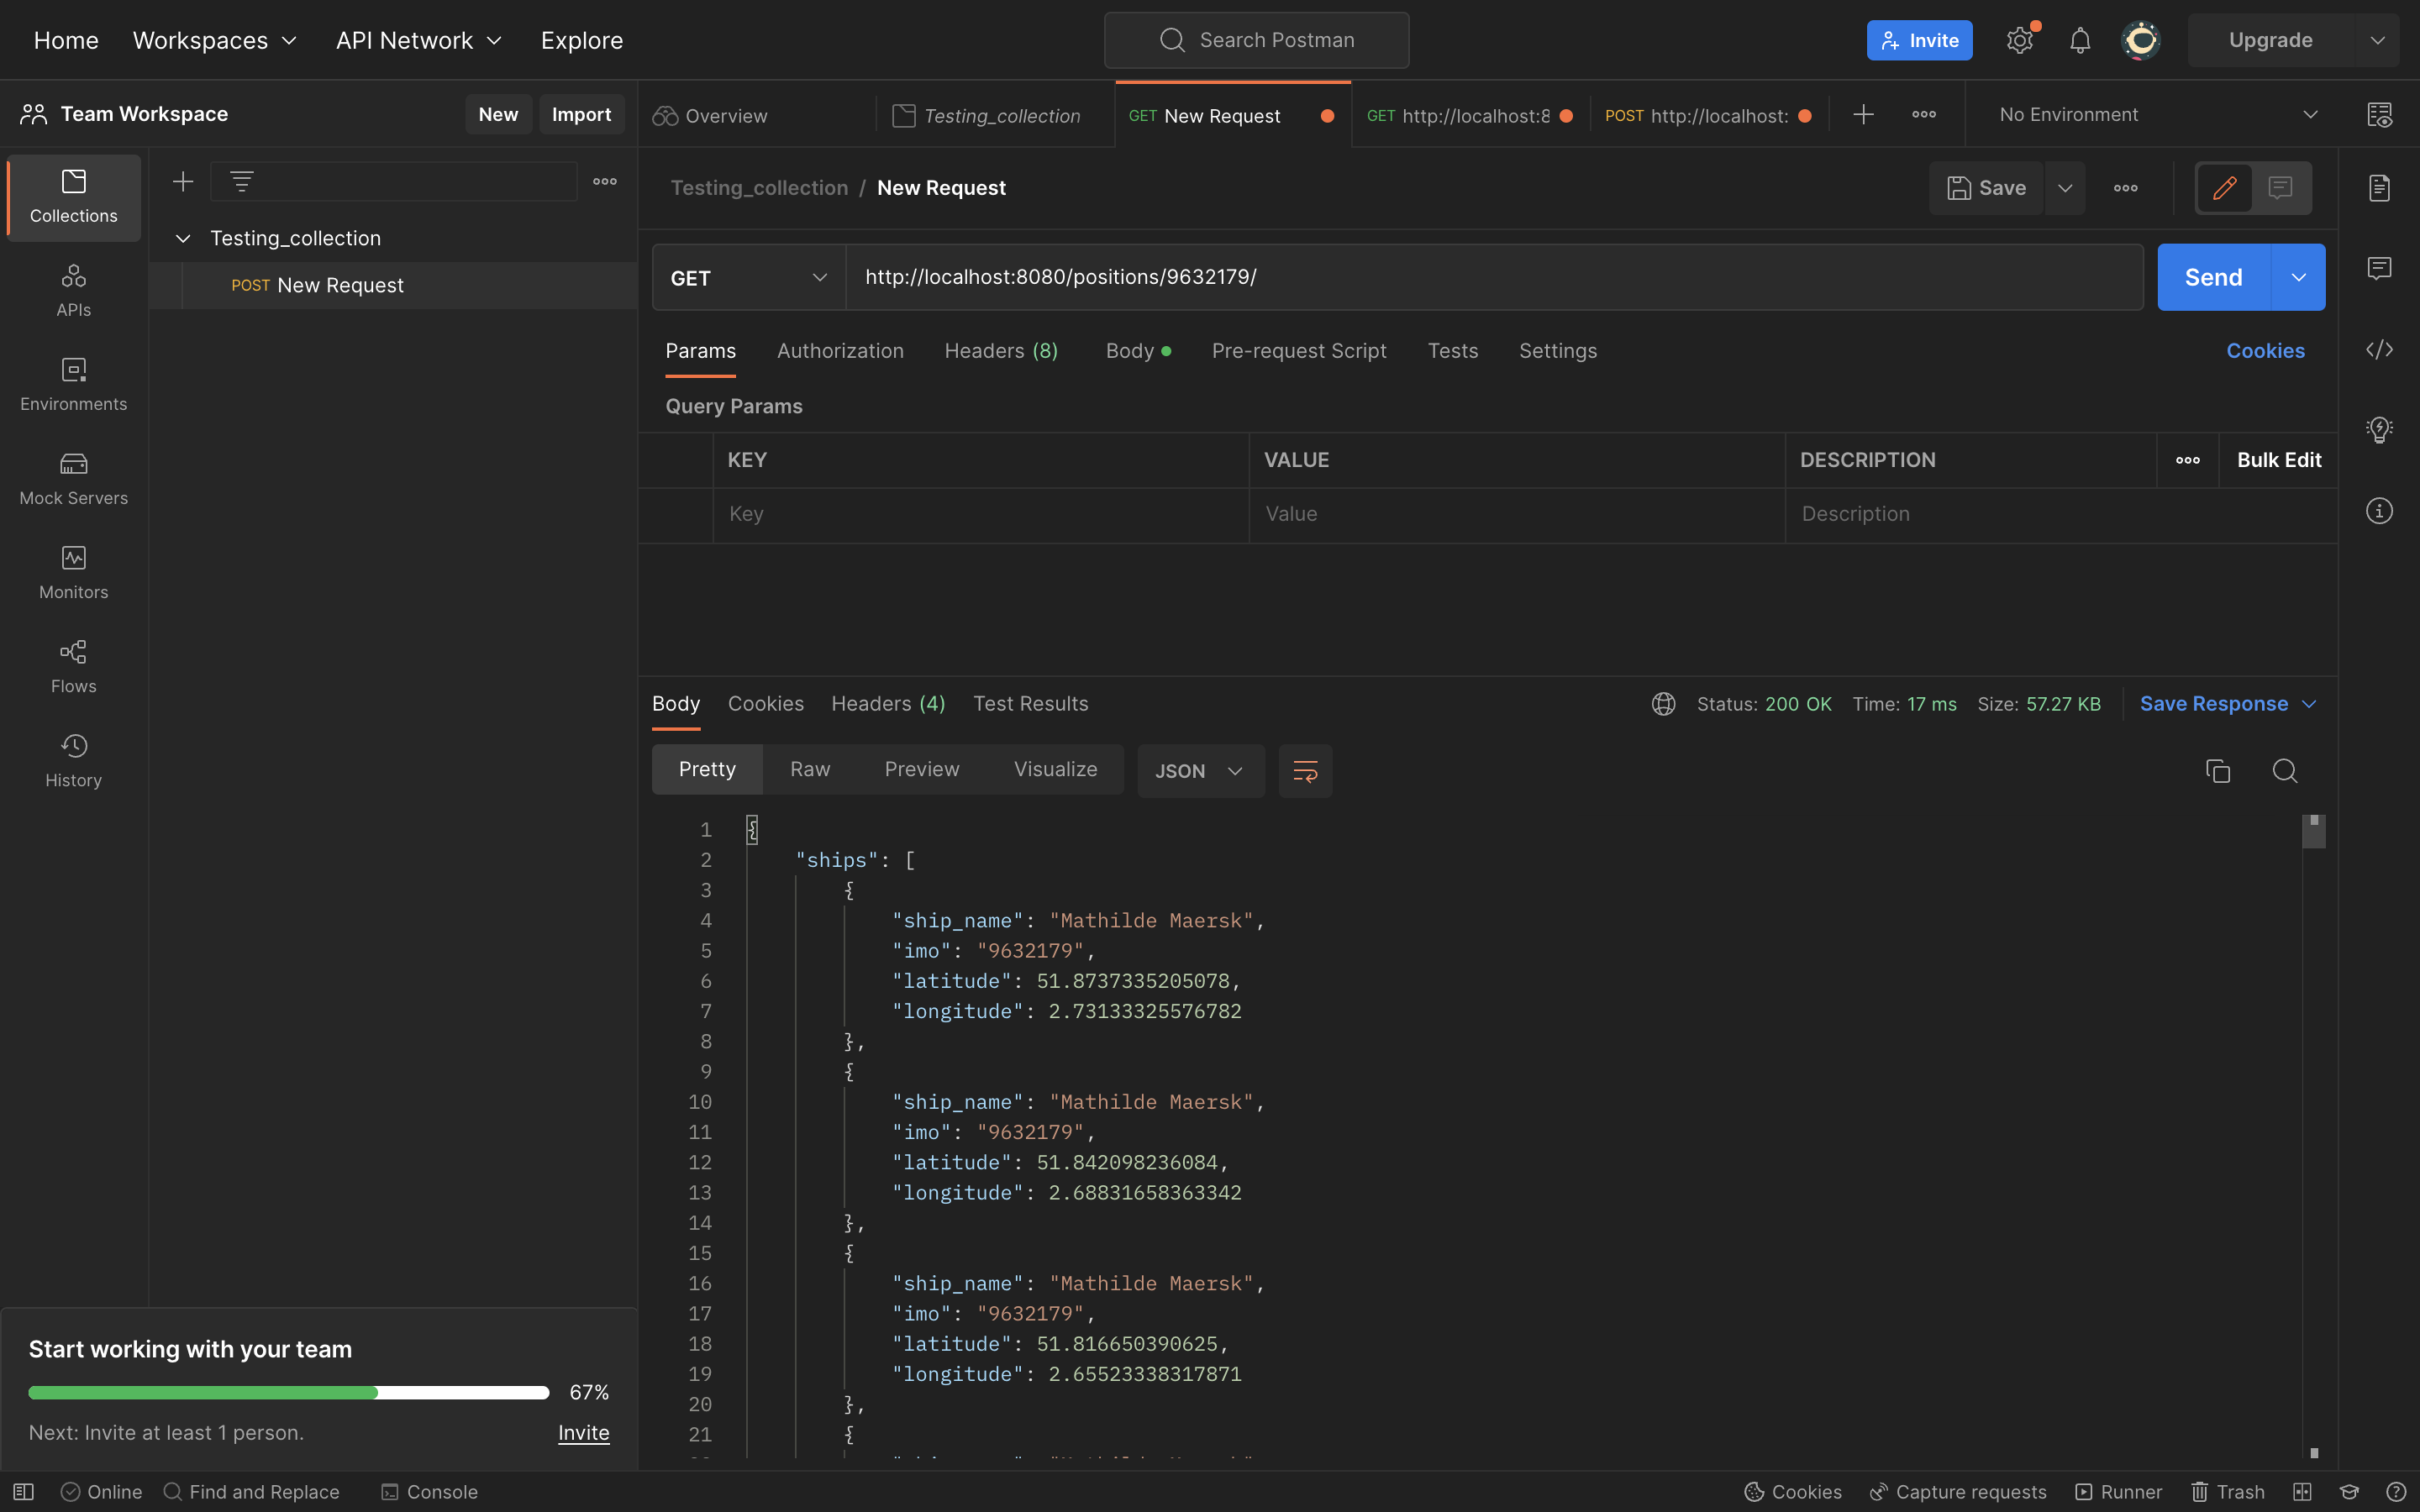 Home Workspaces API Network Explore Search Postman Invite Upgrade
Team Workspace New Import
Overview Testing_collection GET New Request GET http://localhost:8 POST http://localhost: No Environment
Collections
APIs
Environments
Mock Servers
Monitors
Flows
History
Testing_collection
POST New Request
Testing_collection / New Request Save
GET http://localhost:8080/positions/9632179/ Send
Params Authorization Headers (8) Body Pre-request Script Tests Settings Cookies
Query Params
KEY VALUE DESCRIPTION Bulk Edit
Key Value Description
Body Cookies Headers (4) Test Results Status: 200 OK Time: 17 ms Size: 57.27 KB Save Response
Pretty Raw Preview Visualize JSON
1 {
2 "ships": [
3 {
4 "ship_name": "Mathilde Maersk",
5 "imo": "9632179",
6 "latitude": 51.8737335205078,
7 "longitude": 2.73133325576782
8 },
9 {
10 "ship_name": "Mathilde Maersk",
11 "imo": "9632179",
12 "latitude": 51.842098236084,
13 "longitude": 2.68831658363342
14 },
15 {
16 "ship_name": "Mathilde Maersk",
17 "imo": "9632179",
18 "latitude": 51.816650390625,
19 "longitude": 2.65523338317871
20 },
21 {
Start working with your team
67%
Next: Invite at least 1 person. Invite
Online Find and Replace Console Cookies Capture requests Runner Trash